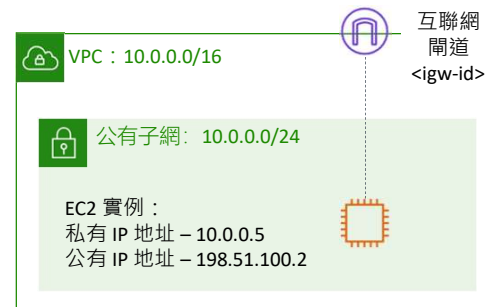 互聯網
閘道
<igw-id>
VPC：10.0.0.0/16
公有子網：10.0.0.0/24
EC2 實例：
私有 IP 地址 – 10.0.0.5
公有 IP 地址 – 198.51.100.2